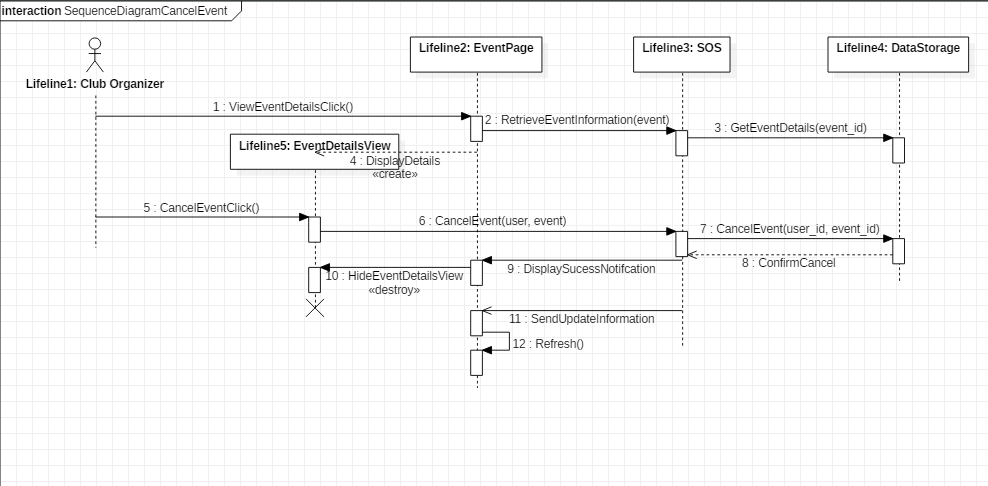 interaction SequenceDiagramCancelEvent
Lifeline1: Club Organizer
Lifeline2: EventPage
Lifeline3: SOS
Lifeline4: DataStorage
1 : ViewEventDetailsClick()
2 : RetrieveEventInformation(event)
3 : GetEventDetails(event_id)
Lifeline5: EventDetailsView
4 : DisplayDetails
«create»
5 : CancelEventClick()
6 : CancelEvent(user, event)
7 : CancelEvent(user_id, event_id)
8 : ConfirmCancel
9 : DisplaySucessNotifcation
10 : HideEventDetailsView
«destroy»
11 : SendUpdateInformation
12 : Refresh()